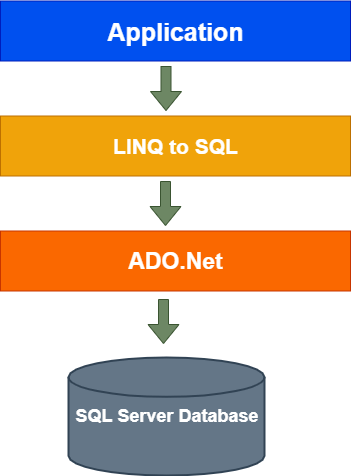 Application
LINQ to SQL
ADO.Net
SQL Server Database